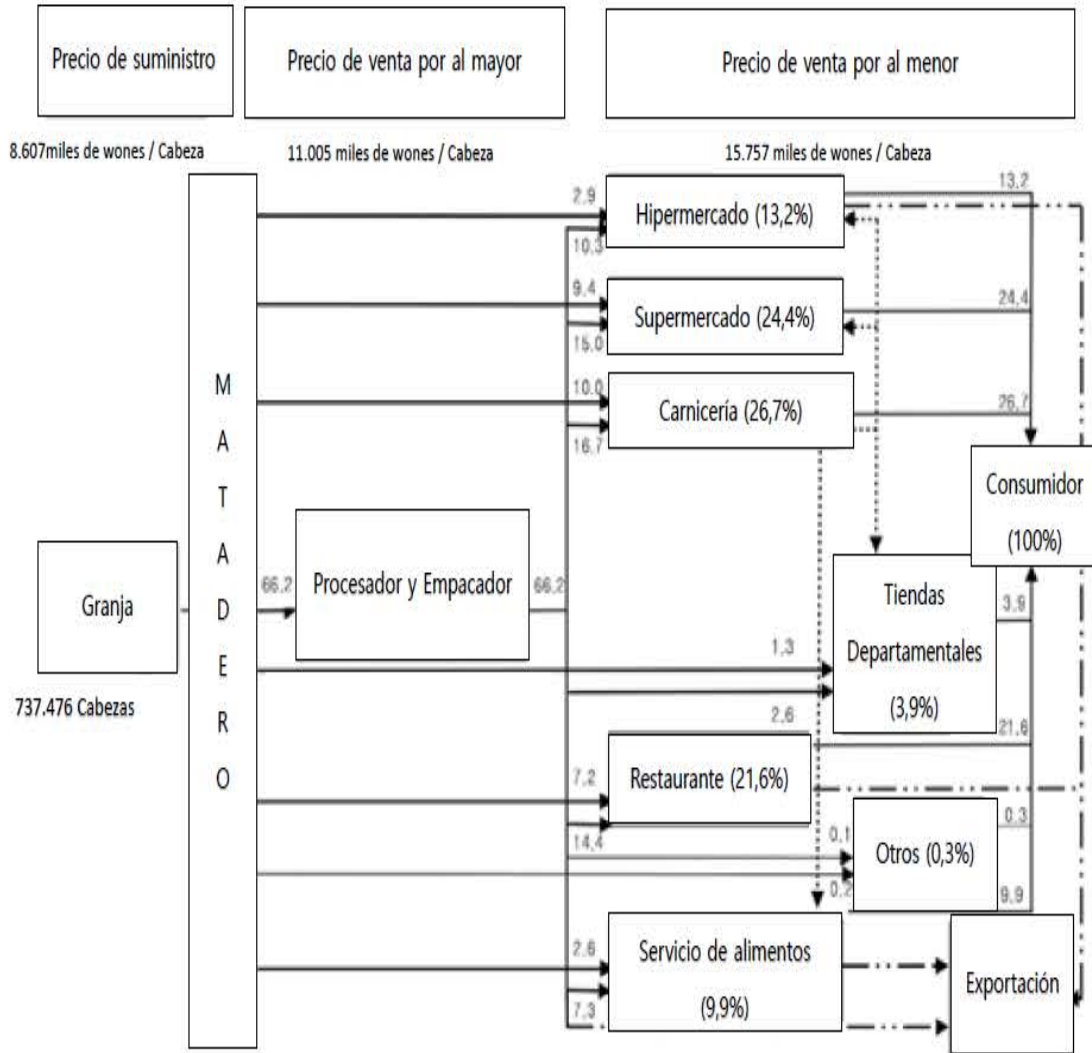 Precio de suministro
Precio de venta por al mayor
Precio de venta por al menor
8.607miles de wones / Cabeza
11.005 miles de wones / Cabeza
15.757 miles de wones / Cabeza
2,9
13,2
Hipermercado (13,2%)
10,3
9,4
24,4
Supermercado (24,4%)
15,0
M
A
T
A
D
E
R
O
10,0
26,7
Carnicería (26,7%)
16,7
Consumidor
(100%)
Granja
66,2
Procesador y Empacador
66,2
Tiendas
Departamentales
(3,9%)
3,9
1,3
737.476 Cabezas
2,6
21,6
7,2
Restaurante (21,6%)
14,4
0,3
0,1
Otros (0,3%)
0,2
9,9
2,6
Servicio de alimentos
(9,9%)
7,3
Exportación